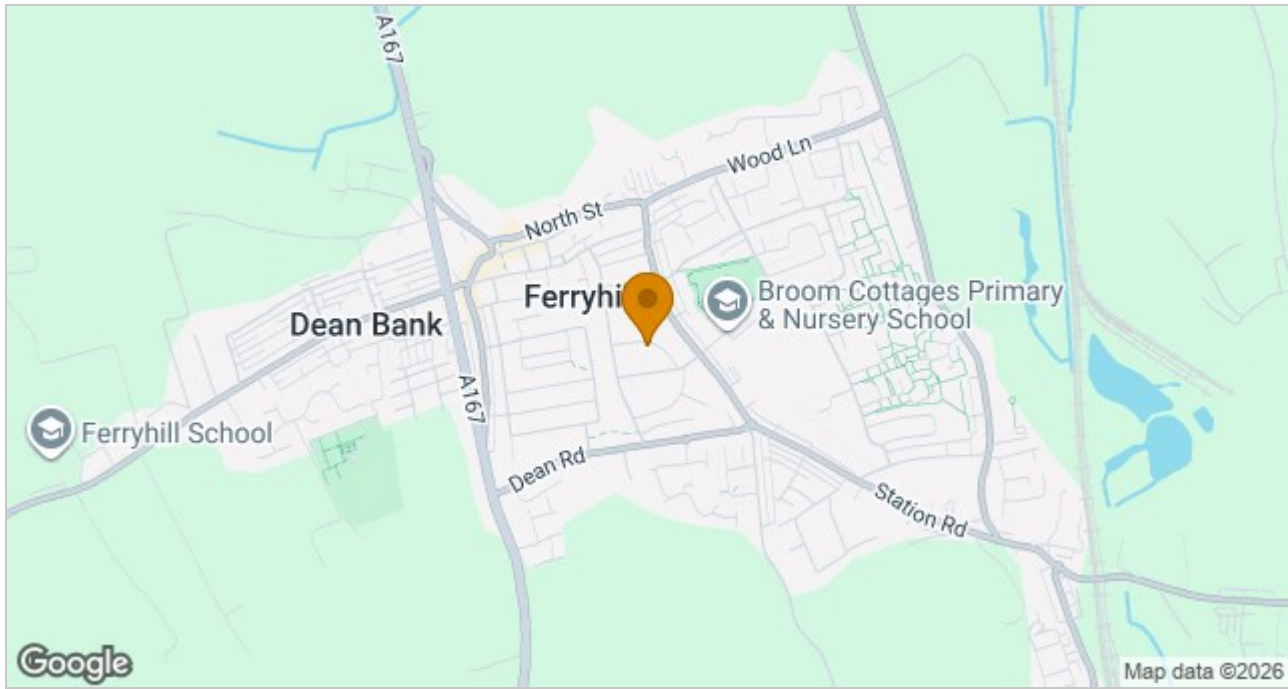 A167
Wood Ln
North St
Broom Cottages Primary
& Nursery School
Dean Bank
A167
Ferryhill School
Dean Rd
Station Rd
Google
Map data ©2026